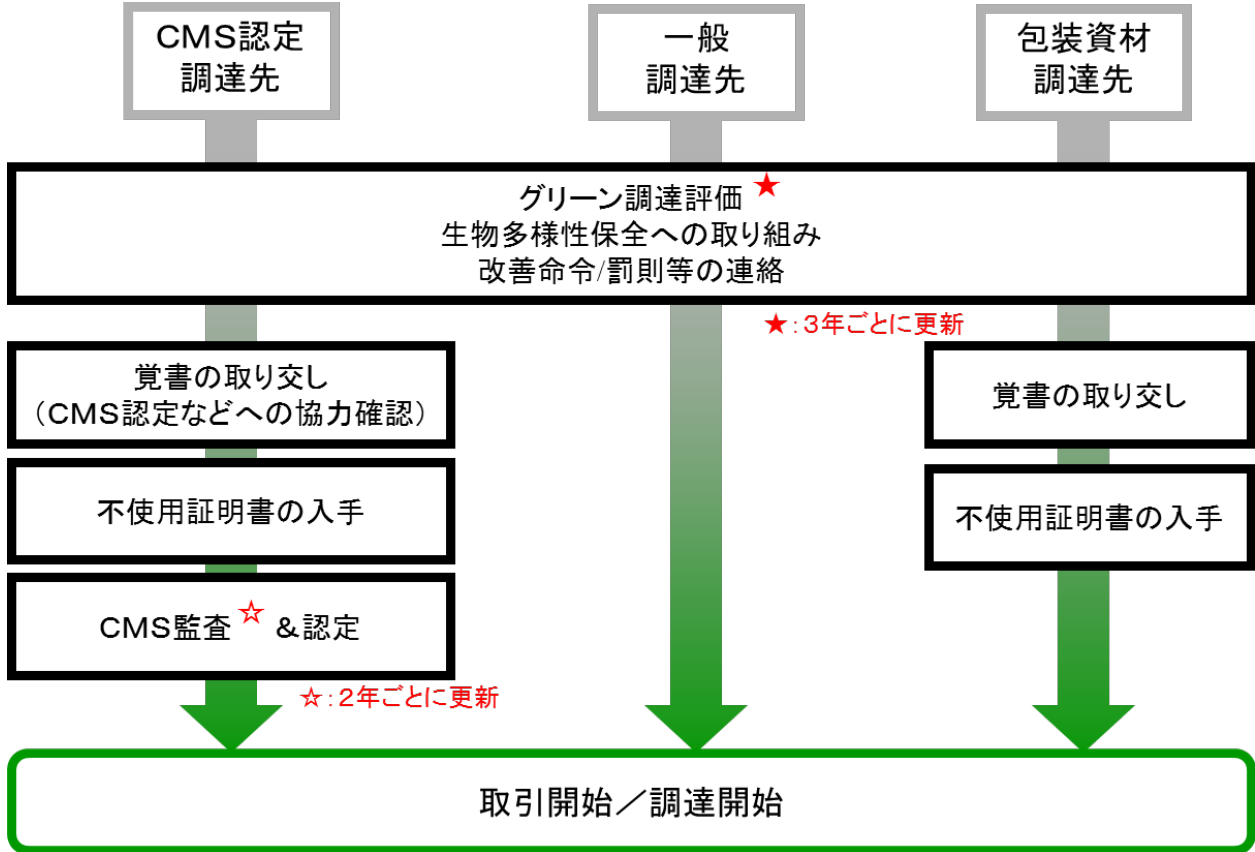 CMS認定
調達先
一般
調達先
包装資材
調達先
グリーン調達評価★
生物多様性保全への取り組み
改善命令/罰則等の連絡
★:3年ごとに更新
覚書の取り交し
(CMS認定などへの協力確認)
不使用証明書の入手
CMS監査☆&認定
☆:2年ごとに更新
覚書の取り交し
不使用証明書の入手
取引開始/調達開始